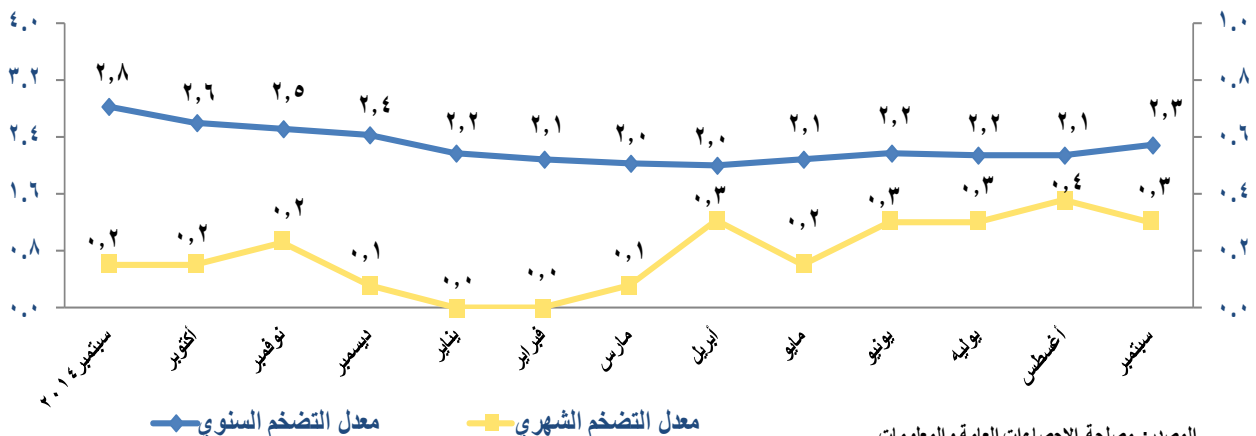 ٤,٠
٣,٢
٢,٤
١,٦
٠,٨
٠,٠
١,٠
٠,٨
٠,٦
٠,٤
٠,٢
٠,٠
٢,٨
٢,٦
٢,٥
٢,٤
٢,٢
٢,١
٢,٠
٢,٠
٢,١
٢,٢
٢,٢
٢,١
٢,٣
٠,٢
٠,٢
٠,٢
٠,١
٠,٠
٠,٠
٠,١
٠,٣
٠,٢
٠,٣
٠,٣
٠,٤
٠,٣
سبتمبر ٢٠١٤
أكتوبر
نوفمبر
ديسمبر
يناير
فبراير
مارس
أبريل
مايو
يونيو
يوليه
أغسطس
سبتمبر
معدل التضخم السنوي
معدل التضخم الشهري
المصدر: مصلحة الإحصاءات العامة والمعلومات